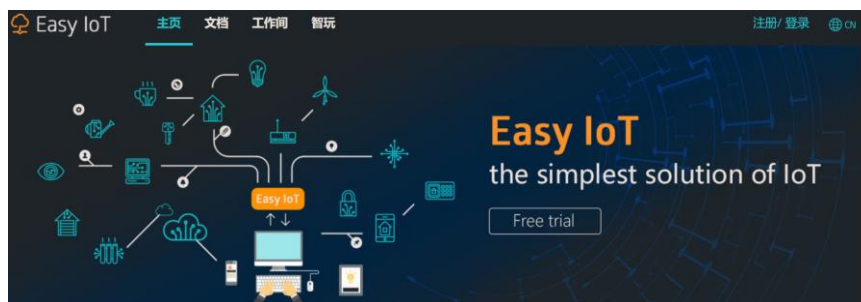 Easy IoT 主页 文档 工作间 智玩 注册/ 登录 CN
Easy IoT
the simplest solution of IoT
Free trial
Easy IoT